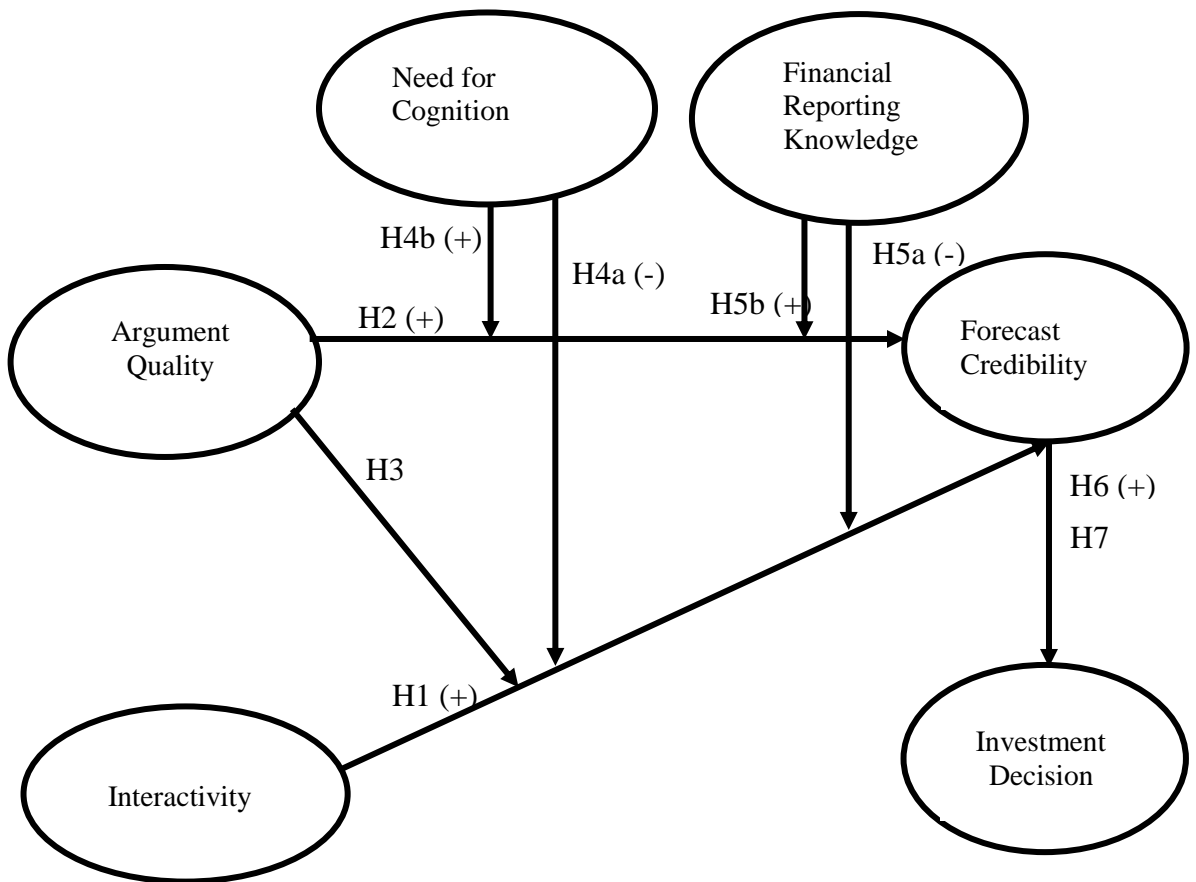 Need for
Cognition
Financial
Reporting
Knowledge
H4b (+)
H4a (-)
H5a (-)
H5b (+)
H2 (+)
Argument
Quality
Forecast
Credibility
H3
H6 (+)
H7
H1 (+)
Interactivity
Investment
Decision